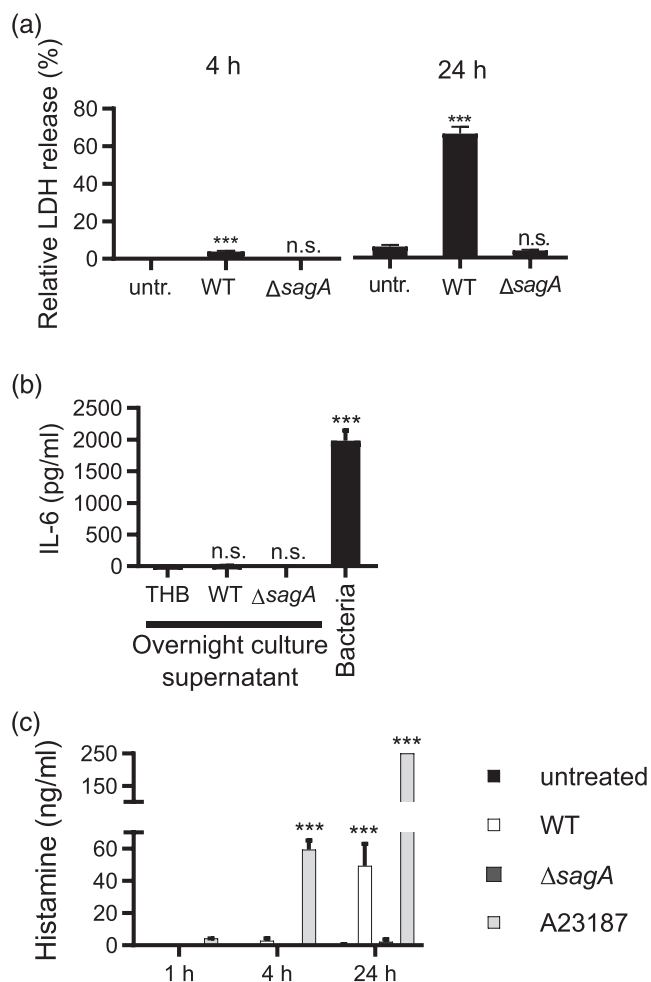 (a)
4 h
24 h
Relative LDH release (%)
80
60
40
20
0
***
n.s.
***
n.s.
untr.
WT
ΔsagA
untr.
WT
ΔsagA
(b)
IL-6 (pg/ml)
2500
2000
1500
1000
500
0
n.s.
n.s.
***
THB
WT
ΔsagA
Bacteria
Overnight culture
supernatant
(c)
Histamine (ng/ml)
250
150
60
40
20
0
***
***
***
1 h
4 h
24 h
untreated
WT
ΔsagA
A23187